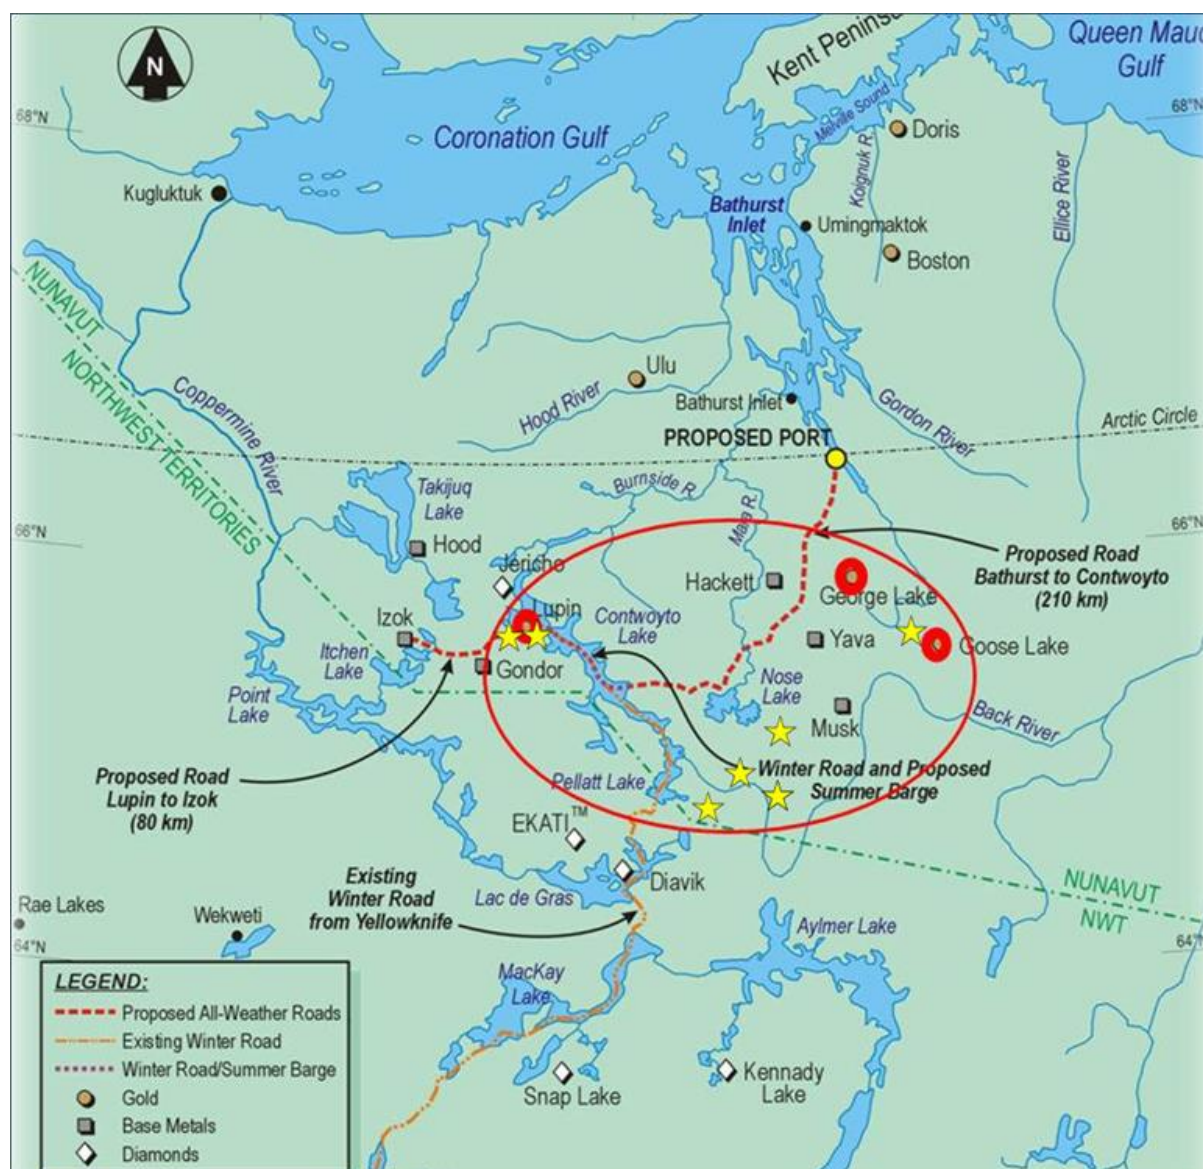 N
Kent Peninsu
Queen Maud
Gulf
68°N
68°N
Melville Sound
Coronation Gulf
Koignuk R.
Doris
Ellice River
Kugluktuk
Bathurst
Inlet
Umingmaktok
Boston
NUNAVUT
NORTHWEST TERRITORIES
Coppermine River
Ulu
Hood River
Bathurst Inlet
Gordon River
Arctic Circle
PROPOSED PORT
Burnside R.
Takijuq
Lake
Mara R.
66°N
66°N
Hood
Jericho
Hackett
Proposed Road
Bathurst to Contwoyto
(210 km)
George Lake
Lupin
Contwoyto
Lake
Izok
Itchen
Lake
Gondor
Yava
Goose Lake
Point
Lake
Nose
Lake
Musk
Back River
Proposed Road
Lupin to Izok
(80 km)
Pellatt Lake
Winter Road and Proposed
Summer Barge
EKATI™
Diavik
Existing
Winter Road
from Yellowknife
Lac de Gras
NUNAVUT
NWT
Rae Lakes
Wekweti
Aylmer Lake
64°N
64°
MacKay
Lake
Snap Lake
Kennady
Lake
LEGEND:
Proposed All-Weather Roads
Existing Winter Road
Winter Road/Summer Barge
Gold
Base Metals
Diamonds